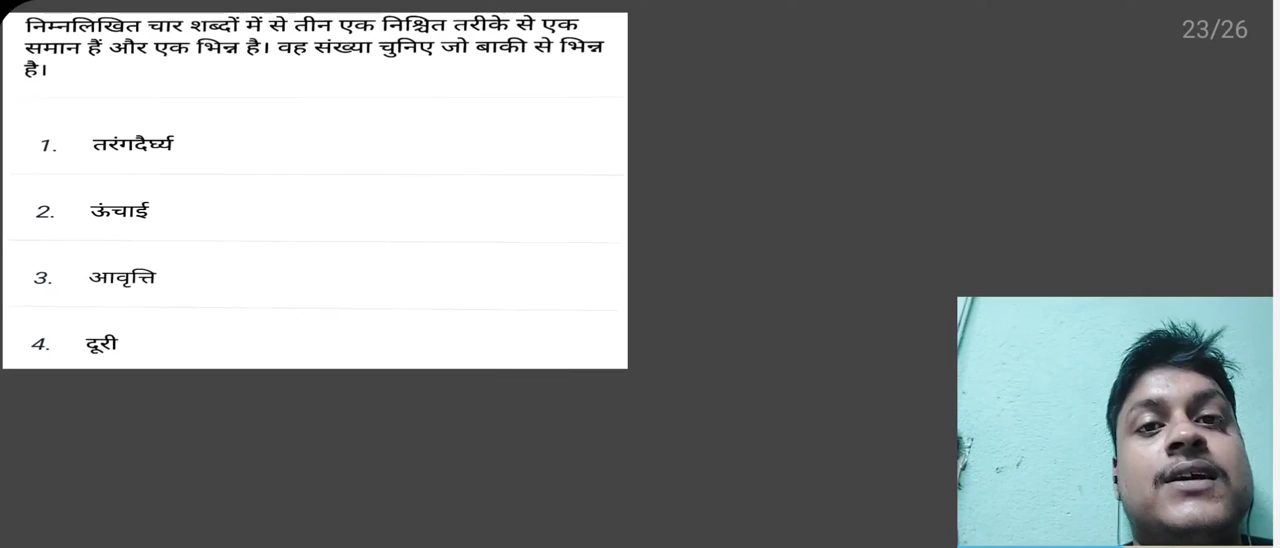 निम्नलिखित चार शब्दों में से तीन एक निश्चित तरीके से एक
समान हैं और एक भिन्न है। वह संख्या चुनिए जो बाकी से भिन्न
है।
1. तरंगदैर्घ्य
2. ऊंचाई
3. आवृत्ति
4. दूरी
23/26